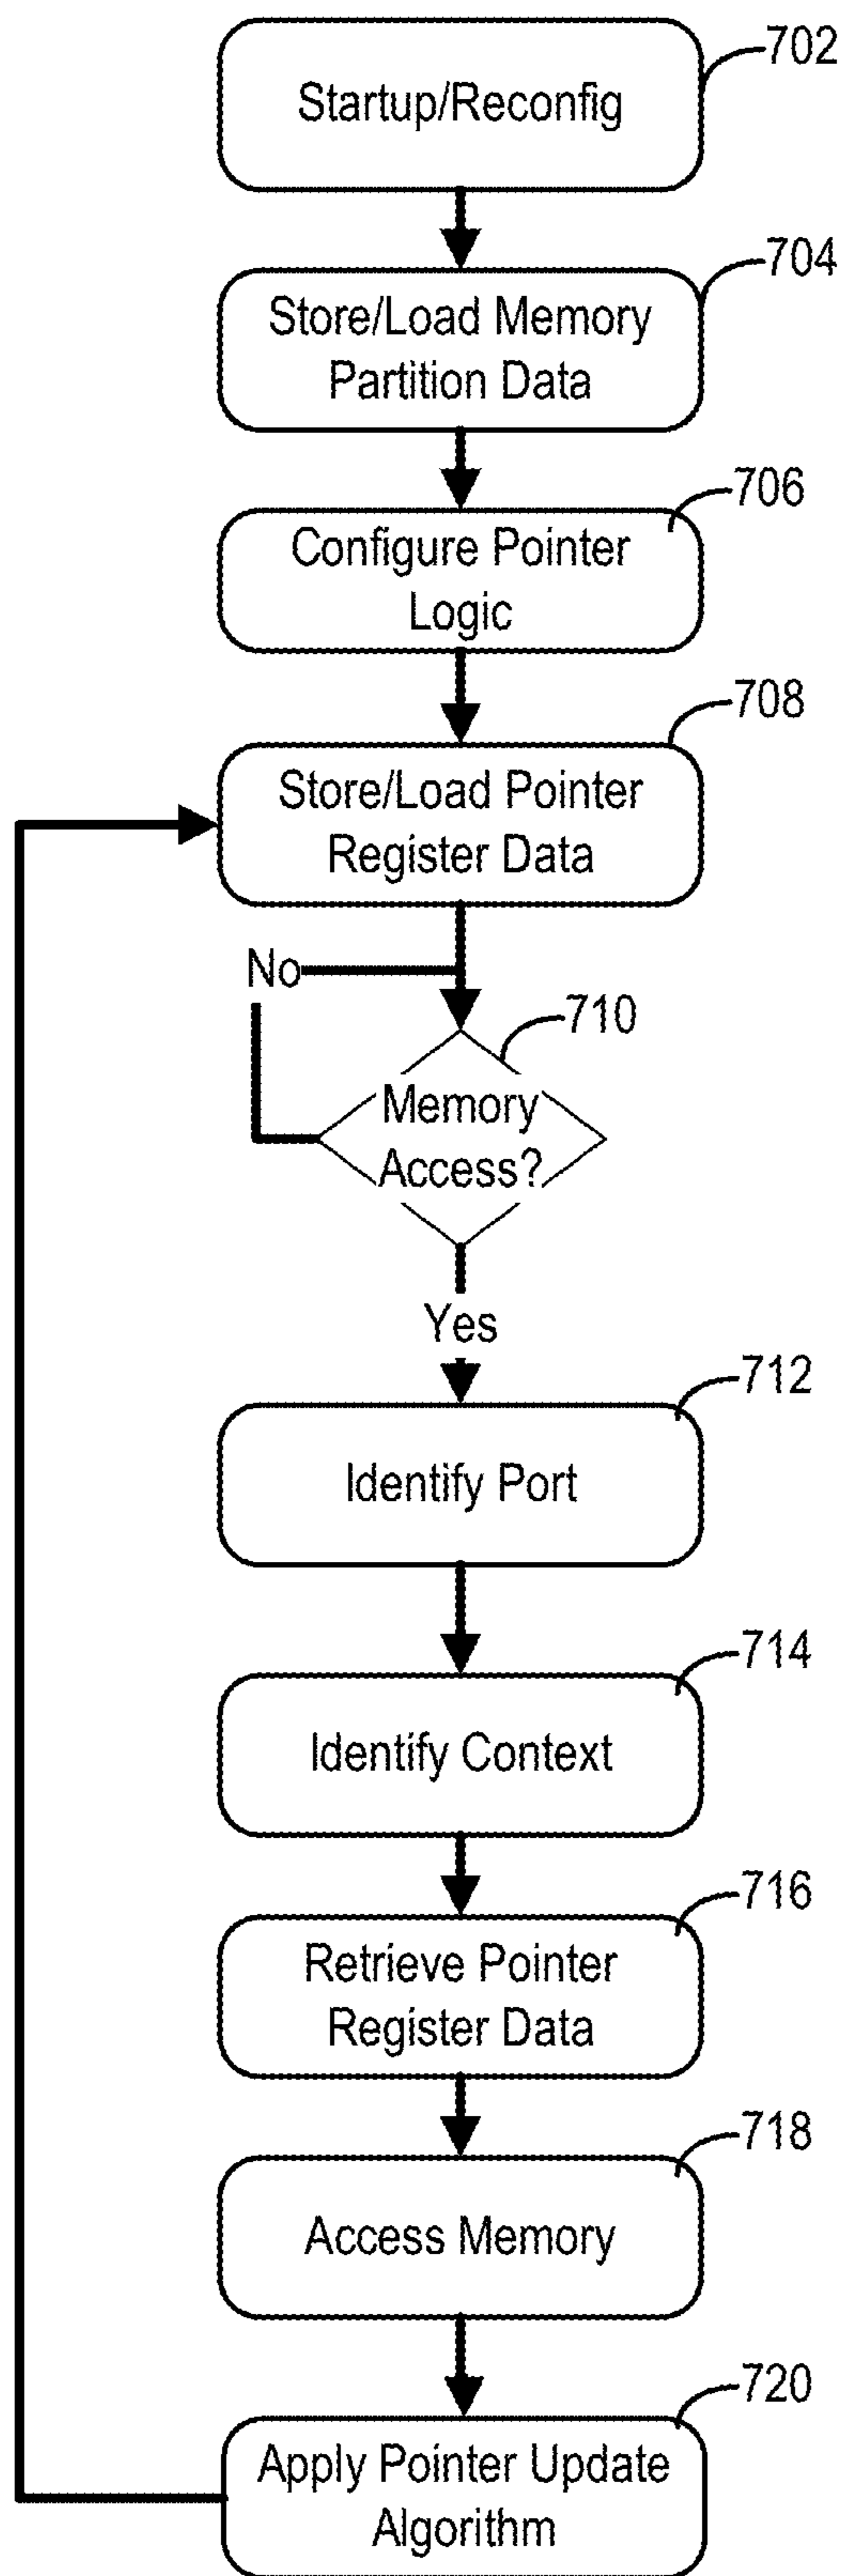 702
Startup/Reconfig
704
Store/Load Memory
Partition Data
706
Configure Pointer
Logic
708
Store/Load Pointer
Register Data
No
710
Memory
Access?
Yes
712
Identify Port
714
Identify Context
716
Retrieve Pointer
Register Data
718
Access Memory
720
Apply Pointer Update
Algorithm